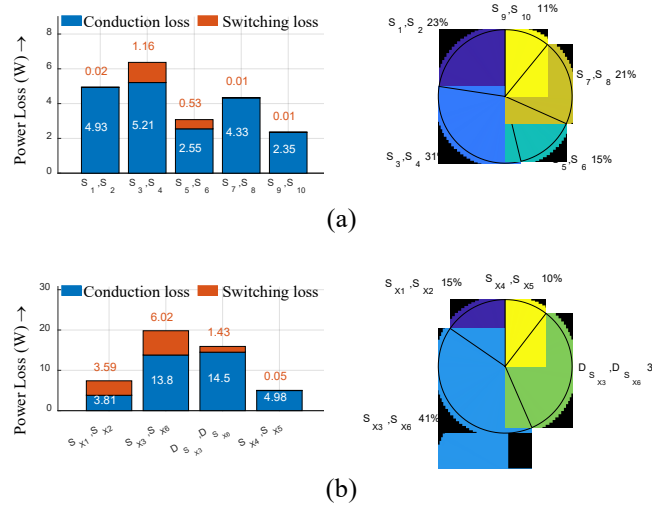 Power Loss (W) →
8
6
4
2
0
Conduction loss
Switching loss
0.02
1.16
0.53
0.01
0.01
4.93
5.21
2.55
4.33
2.35
S1,S2
S3,S4
S5,S6
S7,S8
S9,S10
S1,S2 23%
S9,S10 11%
S7,S8 21%
S5,S6 15%
S3,S4 31%
(a)
Power Loss (W) →
30
20
10
0
Conduction loss
Switching loss
3.59
6.02
1.43
0.05
3.81
13.8
14.5
4.98
SX1,SX2
SX3,SX6
DSX3,DSX6
SX4,SX5
SX1,SX2 15%
SX4,SX5 10%
DSX3,DSX6 3
SX3,SX6 41%
(b)